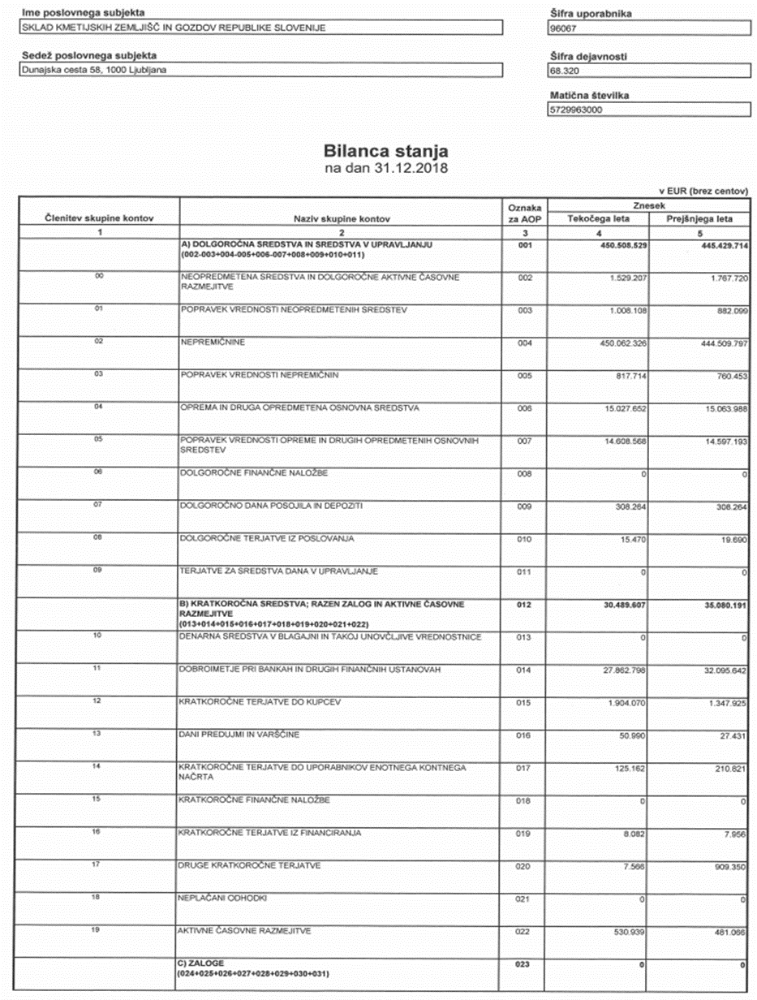 Ime poslovnega subjekta
SKLAD KMETIJSKIH ZEMLJIŠČ IN GOZDOV REPUBLIKE SLOVENIJE
Šifra uporabnika
96067
Sedež poslovnega subjekta
Dunajska cesta 58, 1000 Ljubljana
Šifra dejavnosti
68.320
Matična številka
5729963000
Bilanca stanja
na dan 31.12.2018
v EUR (brez centov)
Členitev skupine kontov Naziv skupine kontov Oznaka za AOP Znesek
Tekočega leta Prejšnjega leta
1 2 3 4 5
A) DOLGOROČNA SREDSTVA IN SREDSTVA V UPRAVLJANJU 001 450.508.529 445.429.714
(002-003+004-005+006-007+008+009+010+011)
00 NEOPREDMETENA SREDSTVA IN DOLGOROČNE AKTIVNE ČASOVNE 002 1.529.207 1.767.720
RAZMEJITVE
01 POPRAVEK VREDNOSTI NEOPREDMETENIH SREDSTEV 003 1.008.108 882.099
02 NEPREMIČNINE 004 450.062.326 444.509.797
03 POPRAVEK VREDNOSTI NEPREMIČNIN 005 817.714 760.453
04 OPREMA IN DRUGA OPREDMETENA OSNOVNA SREDSTVA 006 15.027.652 15.063.988
05 POPRAVEK VREDNOSTI OPREME IN DRUGIH OPREDMETENIH OSNOVNIH 007 14.608.568 14.597.193
SREDSTEV
06 DOLGOROČNE FINANČNE NALOŽBE 008 0 0
07 DOLGOROČNO DANA POSOJILA IN DEPOZITI 009 308.264 308.264
08 DOLGOROČNE TERJATVE IZ POSLOVANJA 010 15.470 19.690
09 TERJATVE ZA SREDSTVA DANA V UPRAVLJANJE 011 0 0
B) KRATKOROČNA SREDSTVA; RAZEN ZALOG IN AKTIVNE ČASOVNE 012 30.489.607 35.080.191
RAZMEJITVE
(013+014+015+016+017+018+019+020+021+022)
10 DENARNA SREDSTVA V BLAGAJNI IN TAKOJ UNOVČLJIVE VREDNOSTNICE 013 0 0
11 DOBROIMETJE PRI BANKAH IN DRUGIH FINANČNIH USTANOVAH 014 27.862.798 32.095.642
12 KRATKOROČNE TERJATVE DO KUPCEV 015 1.904.070 1.347.925
13 DANI PREDUJMI IN VARŠČINE 016 50.990 27.431
14 KRATKOROČNE TERJATVE DO UPORABNIKOV ENOTNEGA KONTNEGA 017 125.162 210.821
NAČRTA
15 KRATKOROČNE FINANČNE NALOŽBE 018 0 0
16 KRATKOROČNE TERJATVE IZ FINANCIRANJA 019 8.082 7.956
17 DRUGE KRATKOROČNE TERJATVE 020 7.566 909.350
18 NEPLAČANI ODHODKI 021 0 0
19 AKTIVNE ČASOVNE RAZMEJITVE 022 530.939 481.066
C) ZALOGE 023 0 0
(024+025+026+027+028+029+030+031)